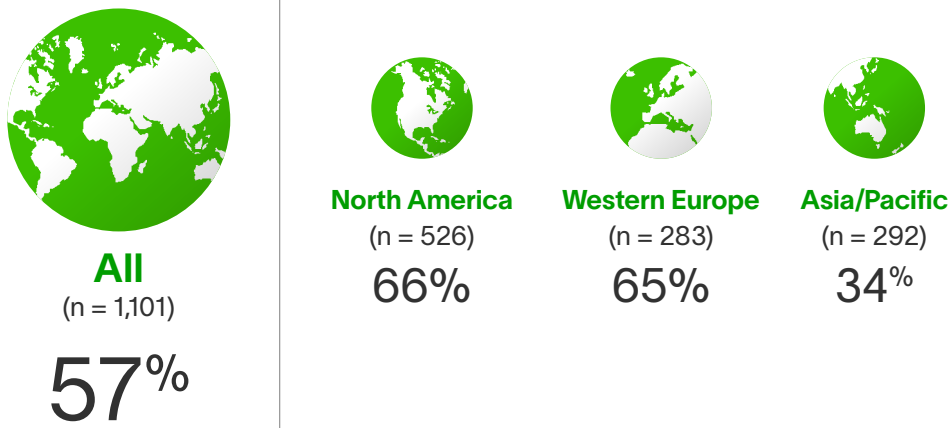 All
(n = 1,101)
57%
North America
(n = 526)
66%
Western Europe
(n = 283)
65%
Asia/Pacific
(n = 292)
34%